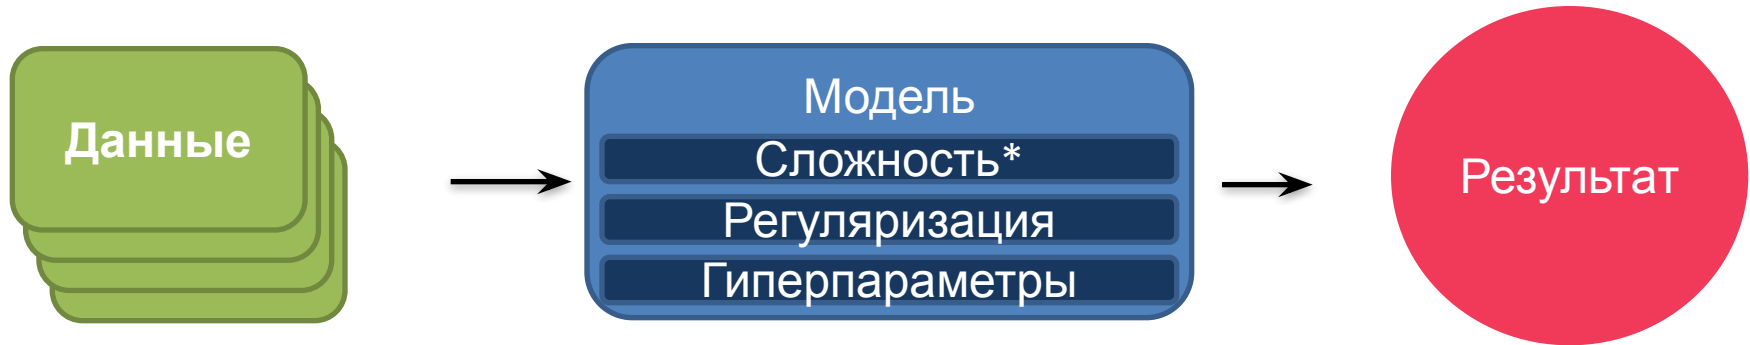 Данные
Модель
Сложность*
Регуляризация
Гиперпараметры
Результат